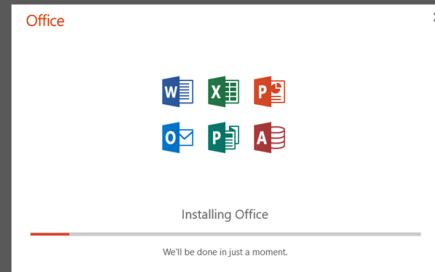 Office
W
X
P
O
P
A
Installing Office
We'll be done in just a moment.